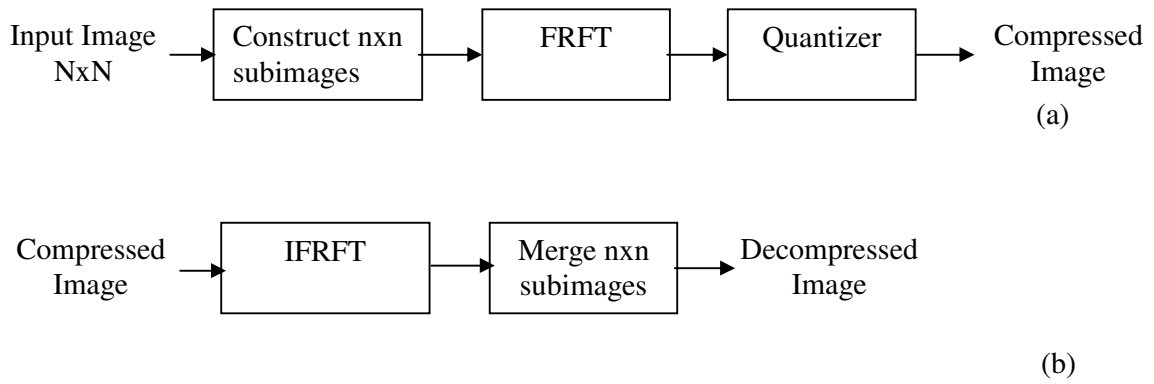 Input Image
NxN
Construct nxn
subimages
FRFT
Quantizer
Compressed
Image
(a)
Compressed
Image
IFRFT
Merge nxn
subimages
Decompressed
Image
(b)